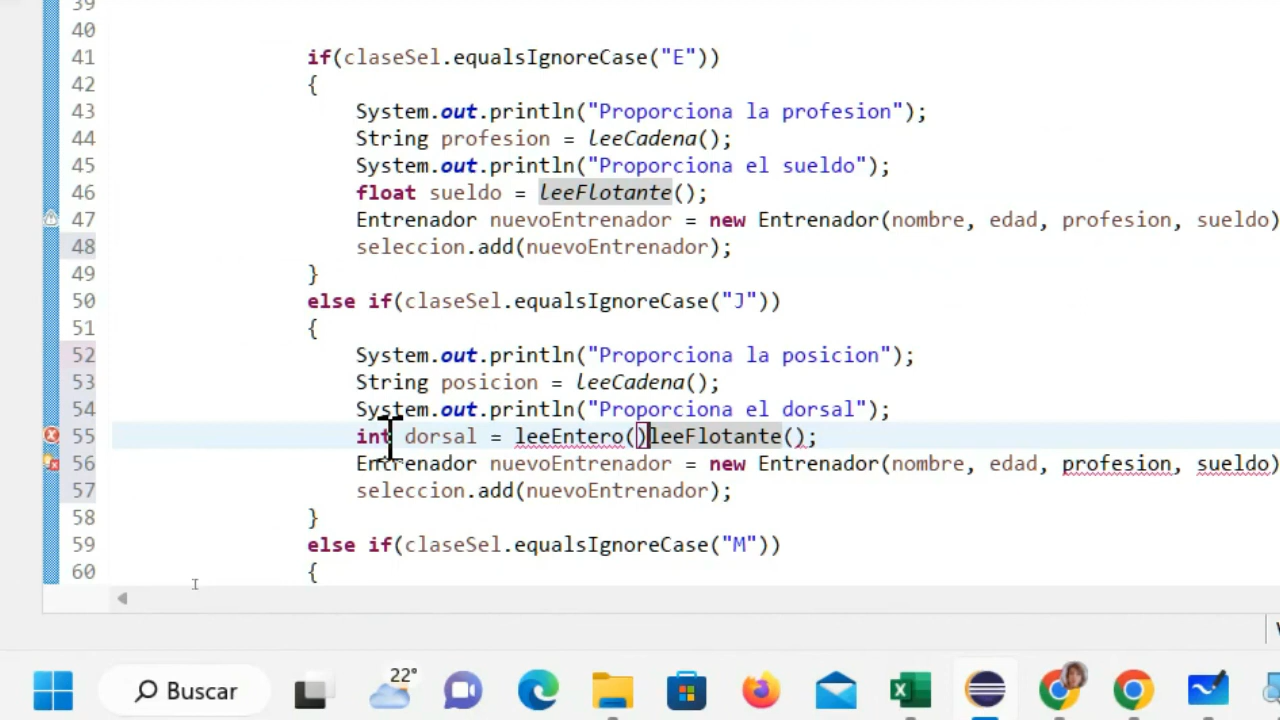 39
40
41 if(claseSel.equalsIgnoreCase("E"))
42 {
43 System.out.println("Proporciona la profesion");
44 String profesion = leeCadena();
45 System.out.println("Proporciona el sueldo");
46 float sueldo = leeFlotante();
47 Entrenador nuevoEntrenador = new Entrenador(nombre, edad, profesion, sueldo)
48 seleccion.add(nuevoEntrenador);
49 }
50 else if(claseSel.equalsIgnoreCase("J"))
51 {
52 System.out.println("Proporciona la posicion");
53 String posicion = leeCadena();
54 System.out.println("Proporciona el dorsal");
55 int dorsal = leeEntero()leeFlotante();
56 Entrenador nuevoEntrenador = new Entrenador(nombre, edad, profesion, sueldo)
57 seleccion.add(nuevoEntrenador);
58 }
59 else if(claseSel.equalsIgnoreCase("M"))
60 {
22°
Buscar